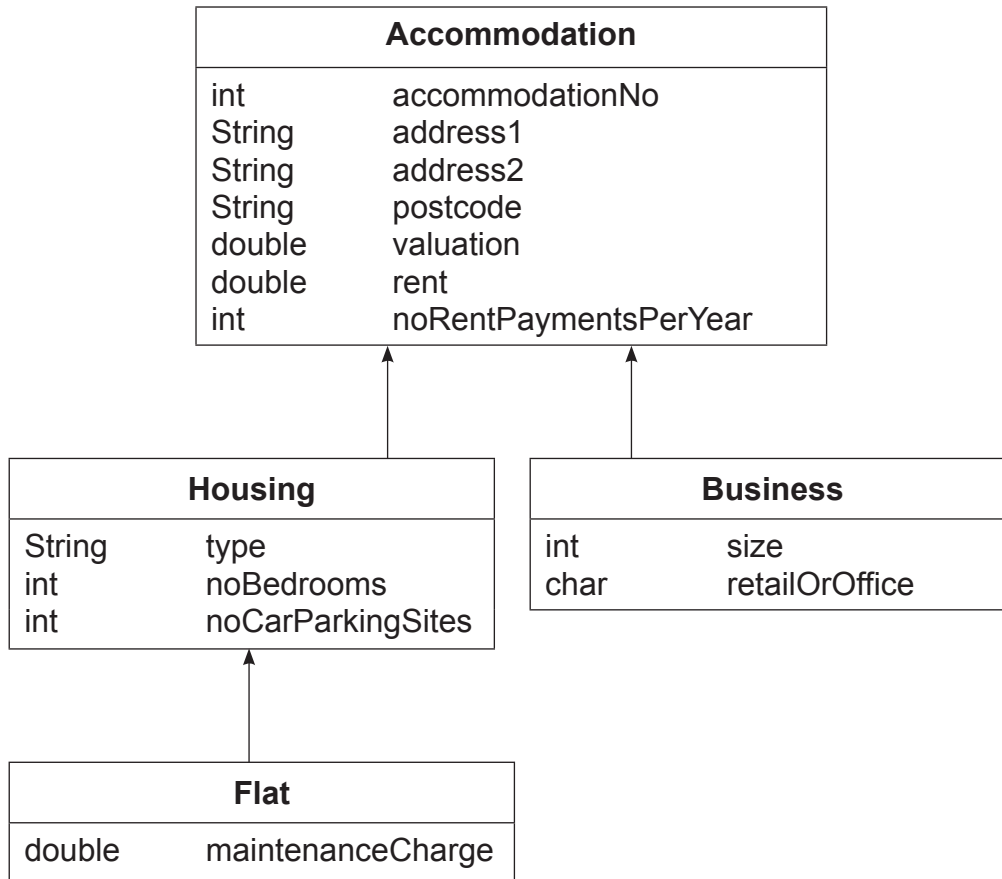 Accommodation
int accommodationNo
String address1
String address2
String postcode
double valuation
double rent
int noRentPaymentsPerYear
Housing
String type
int noBedrooms
int noCarParkingSites
Business
int size
char retailOrOffice
Flat
double maintenanceCharge